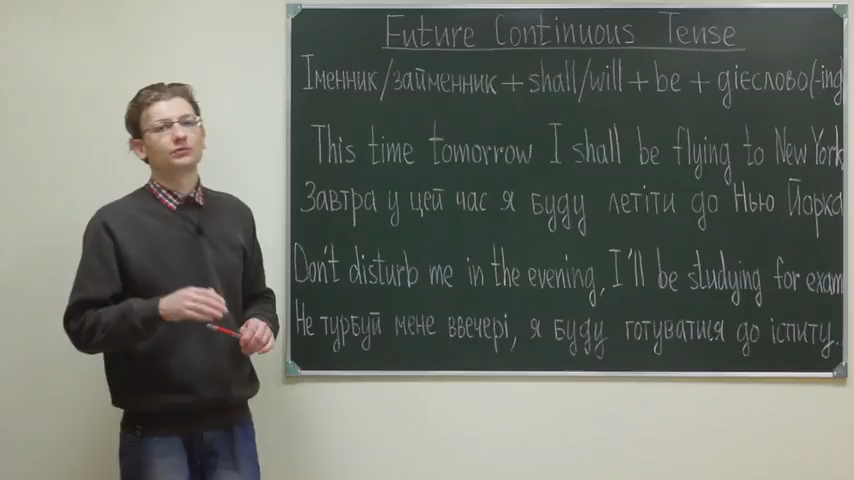 Future Continuous Tense
Іменник/займенник + shall/will + be + дієслово(-ing
This time tomorrow I shall be flying to New York
Завтра у цей час я буду летіти до Нью Йорка
Don't disturb me in the evening, I'll be studying for exam
Не турбуй мене ввечері, я буду готуватися до іспиту.